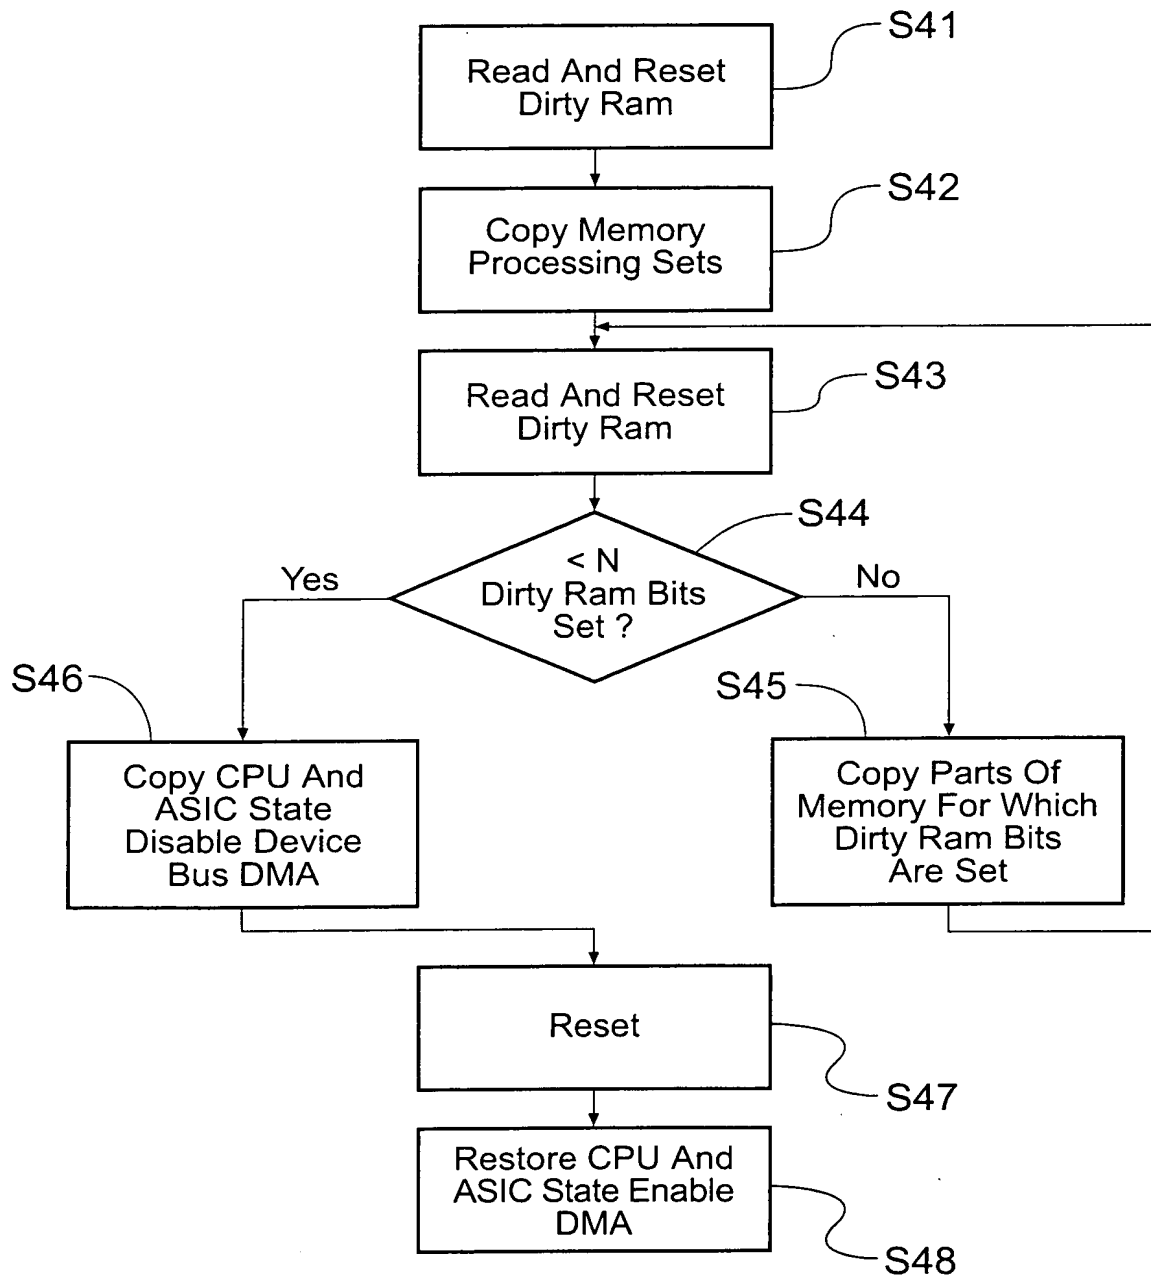 S41
Read And Reset
Dirty Ram
S42
Copy Memory
Processing Sets
S43
Read And Reset
Dirty Ram
S44
< N
Dirty Ram Bits
Set ?
Yes
No
S46
Copy CPU And
ASIC State
Disable Device
Bus DMA
S45
Copy Parts Of
Memory For Which
Dirty Ram Bits
Are Set
Reset
S47
Restore CPU And
ASIC State Enable
DMA
S48